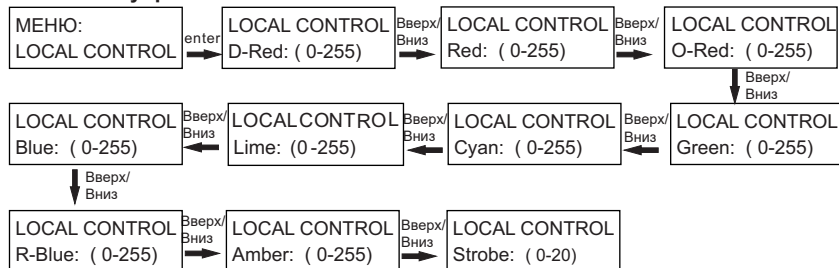 МЕНЮ:
LOCAL CONTROL
enter
LOCAL CONTROL
D-Red: ( 0-255)
Вверх/
Вниз
LOCAL CONTROL
Red: ( 0-255)
Вверх/
Вниз
LOCAL CONTROL
O-Red: ( 0-255)
Вверх/
Вниз
LOCAL CONTROL
Green: ( 0-255)
Вверх/
Вниз
LOCAL CONTROL
Cyan: ( 0-255)
Вверх/
Вниз
LOCAL CONTROL
Lime: (0-255)
Вверх/
Вниз
LOCAL CONTROL
Blue: ( 0-255)
Вверх/
Вниз
LOCAL CONTROL
R-Blue: ( 0-255)
Вверх/
Вниз
LOCAL CONTROL
Amber: ( 0-255)
Вверх/
Вниз
LOCAL CONTROL
Strobe: ( 0-20)